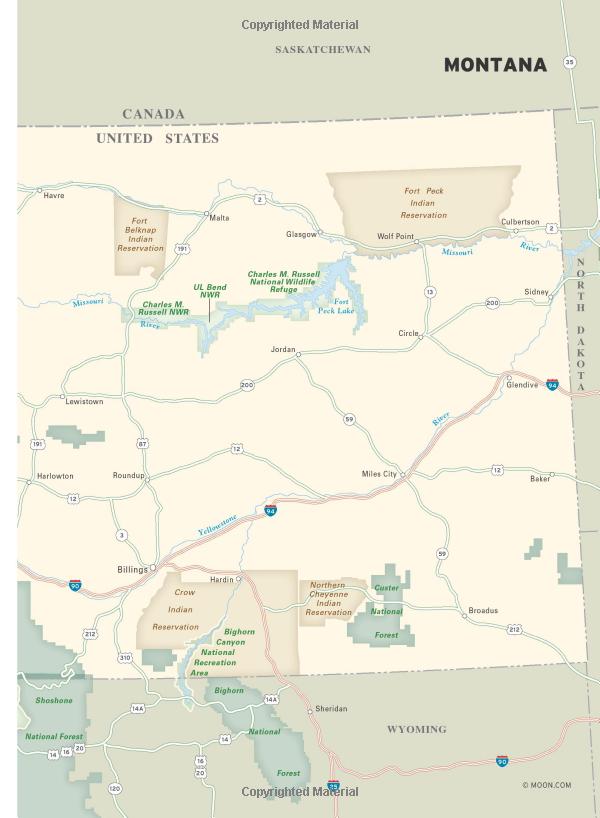 Copyrighted Material
SASKATCHEWAN
MONTANA
35
CANADA
UNITED STATES
Havre
Fort
Belknap
Indian
Reservation
Malta
2
191
Glasgow
Fort Peck
Indian
Reservation
Wolf Point
Culbertson
2
Missouri
River
Missouri
River
Charles M.
Russell NWR
UL Bend
NWR
Charles M. Russell
National Wildlife
Refuge
Fort
Peck Lake
13
200
Sidney
NORTH DAKOTA
Circle
Jordan
200
Lewistown
Glendive
94
191
87
59
River
Harlowton
Roundup
12
12
Miles City
12
Baker
3
Yellowstone
94
59
Billings
90
Hardin
Crow
Indian
Reservation
Northern
Cheyenne
Indian
Reservation
Custer
National
Forest
Broadus
212
212
310
Bighorn
Canyon
National
Recreation
Area
Shoshone
National Forest
14A
14A
Bighorn
National
Forest
Sheridan
WYOMING
14
16
20
14
16
20
120
25
90
© MOON.COM
Copyrighted Material